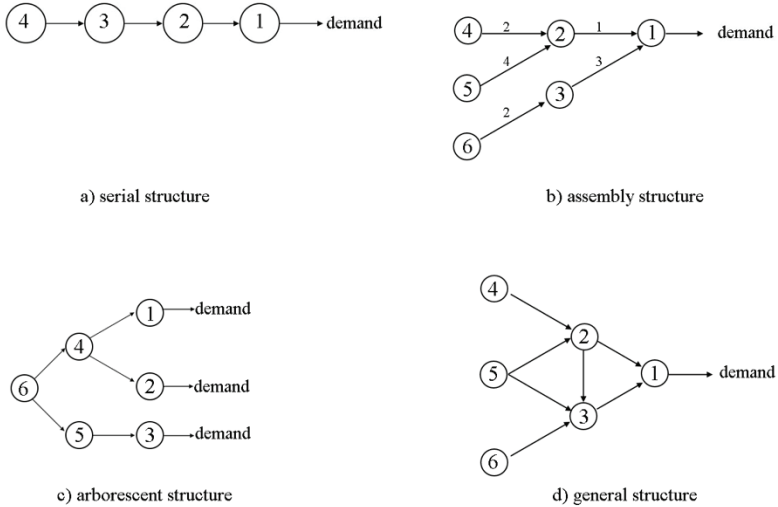 4 3 2 1 demand
a) serial structure
4 2 2 1 1 demand
5 4 3 3
6 2
b) assembly structure
1 demand
4
6 2 demand
5 3 demand
c) arborescent structure
4
2
5 1 demand
3
6
d) general structure